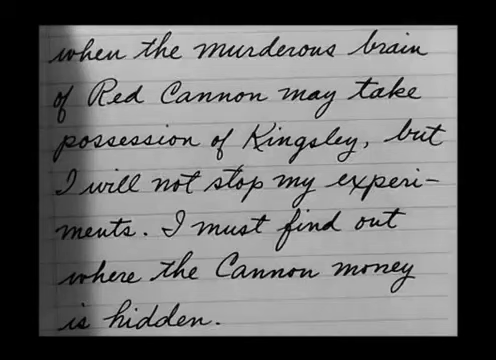 when the murderous brain
of Red Cannon may take
possession of Kingsley, but
I will not stop my experi-
ments. I must find out
where the Cannon money
is hidden.